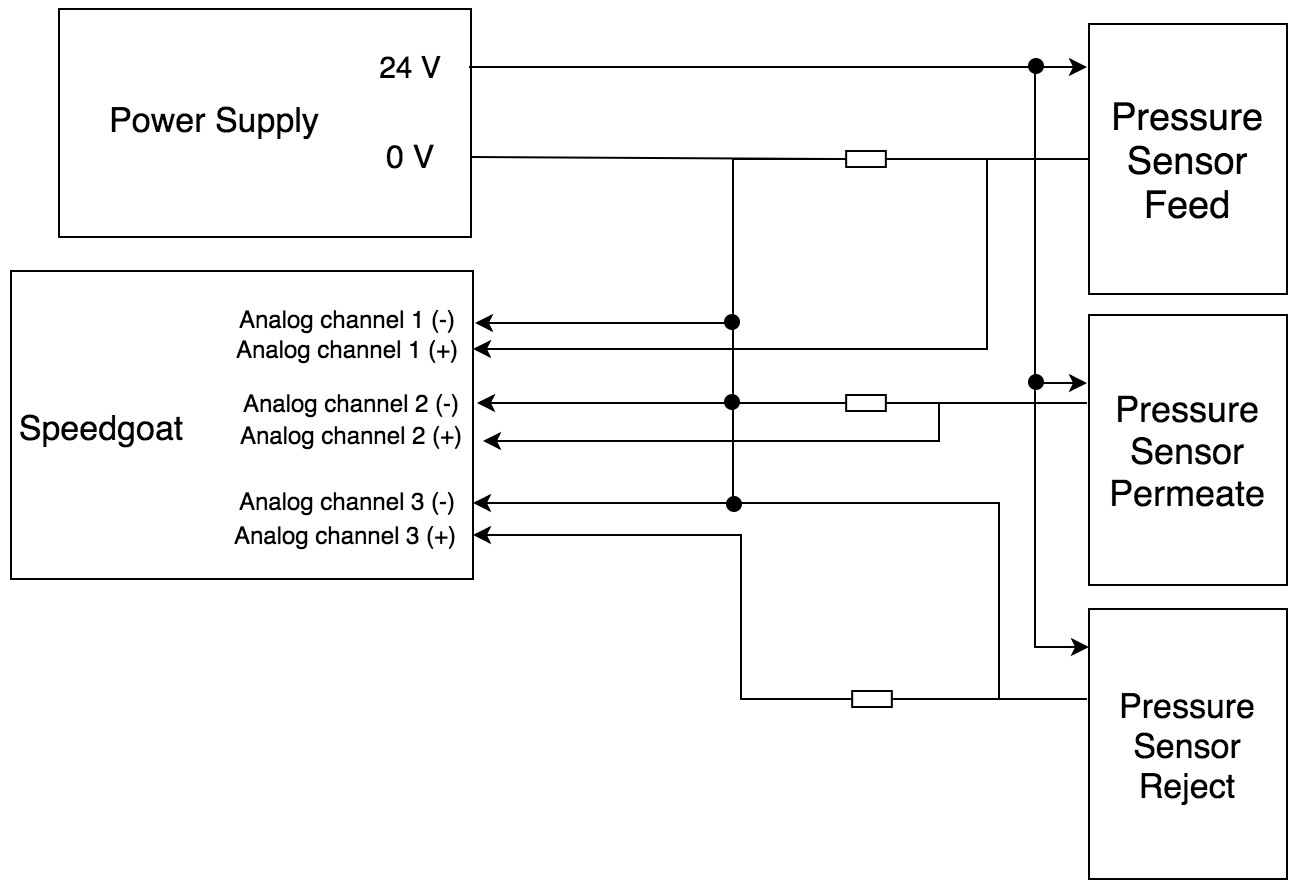 24 V
Power Supply
0 V
Pressure
Sensor
Feed
Analog channel 1 (-)
Analog channel 1 (+)
Analog channel 2 (-)
Analog channel 2 (+)
Speedgoat
Analog channel 3 (-)
Analog channel 3 (+)
Pressure
Sensor
Permeate
Pressure
Sensor
Reject